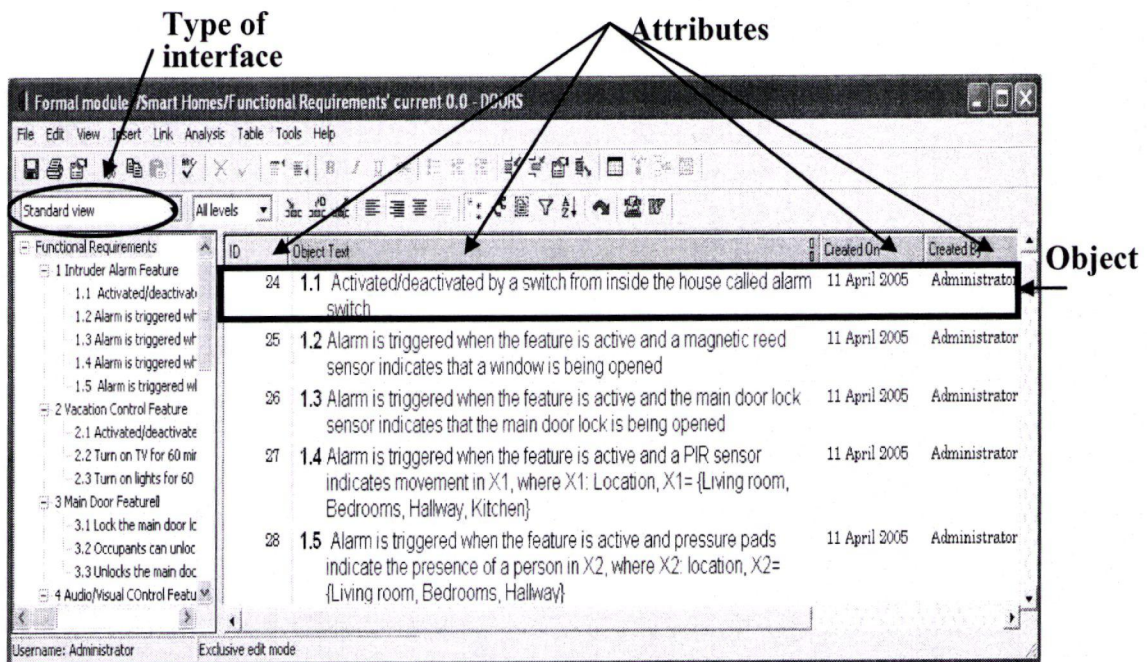 Type of
interface
Attributes
Formal module '/Smart Homes/Functional Requirements' current 0.0 - DOORS
File Edit View Insert Link Analysis Table Tools Help
Standard view
All levels
Functional Requirements
1 Intruder Alarm Feature
1.1 Activated/deactivate
1.2 Alarm is triggered wh
1.3 Alarm is triggered wh
1.4 Alarm is triggered wh
1.5 Alarm is triggered wl
2 Vacation Control Feature
2.1 Activated/deactivate
2.2 Turn on TV for 60 mir
2.3 Turn on lights for 60
3 Main Door Featurell
3.1 Lock the main door lc
3.2 Occupants can unloc
3.3 Unlocks the main doc
4 Audio/Visual COntrol Featu
ID Object Text Created On Created By
Object
24 1.1 Activated/deactivated by a switch from inside the house called alarm 11 April 2005 Administrator
switch
25 1.2 Alarm is triggered when the feature is active and a magnetic reed 11 April 2005 Administrator
sensor indicates that a window is being opened
26 1.3 Alarm is triggered when the feature is active and the main door lock 11 April 2005 Administrator
sensor indicates that the main door lock is being opened
27 1.4 Alarm is triggered when the feature is active and a PIR sensor 11 April 2005 Administrator
indicates movement in X1, where X1: Location, X1= {Living room,
Bedrooms, Hallway, Kitchen}
28 1.5 Alarm is triggered when the feature is active and pressure pads 11 April 2005 Administrator
indicate the presence of a person in X2, where X2: location, X2=
{Living room, Bedrooms, Hallway}
Username: Administrator Exclusive edit mode